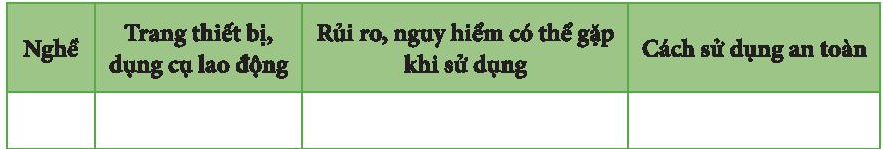 Nghề
Trang thiết bị,
dụng cụ lao động
Rủi ro, nguy hiểm có thể gặp
khi sử dụng
Cách sử dụng an toàn